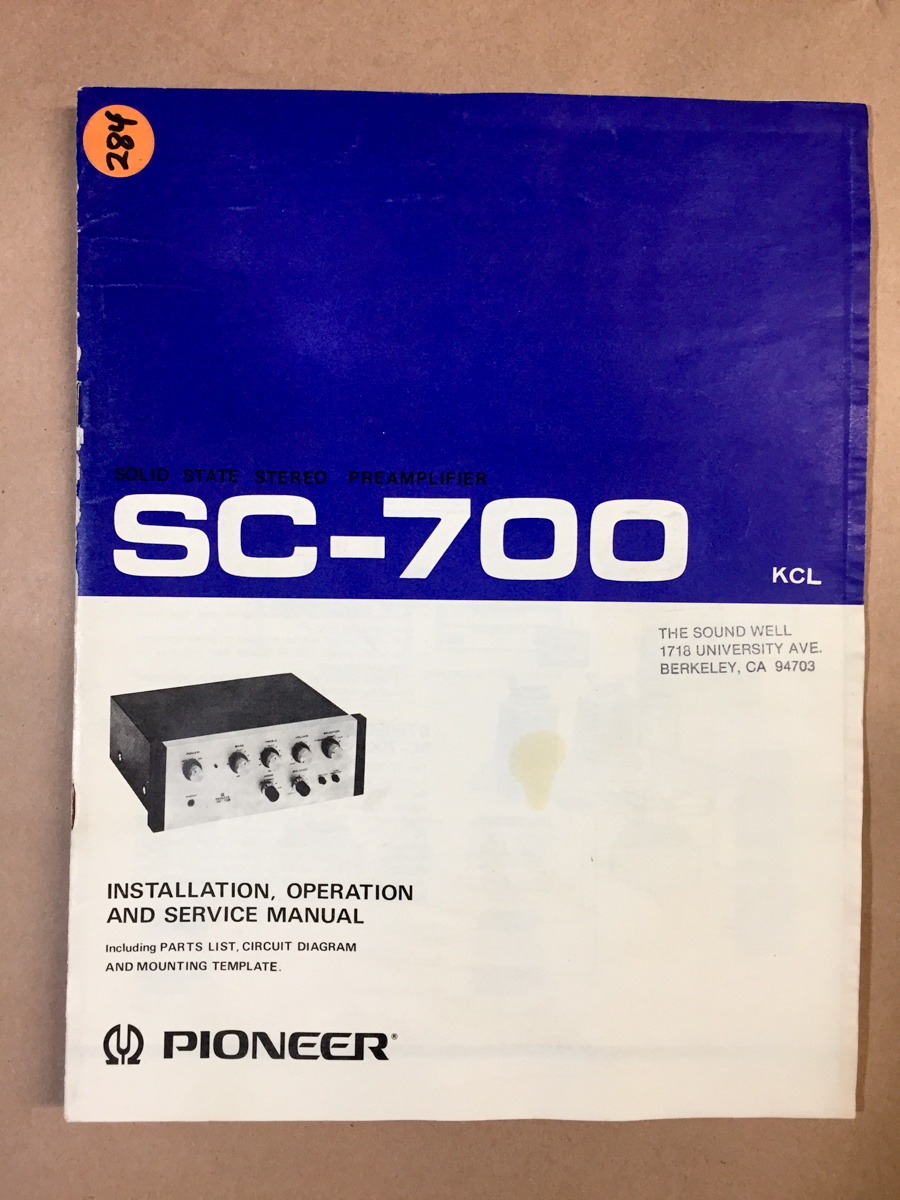 284
SOLID STATE STEREO PREAMPLIFIER
SC-700
KCL
THE SOUND WELL
1718 UNIVERSITY AVE.
BERKELEY, CA 94703
INSTALLATION, OPERATION
AND SERVICE MANUAL
Including PARTS LIST, CIRCUIT DIAGRAM
AND MOUNTING TEMPLATE.
PIONEER®